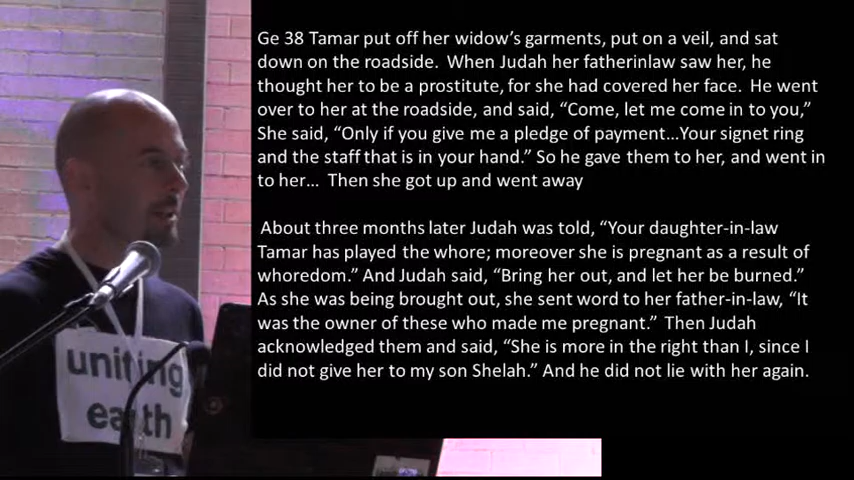 Ge 38 Tamar put off her widow’s garments, put on a veil, and sat
down on the roadside.  When Judah her fatherinlaw saw her, he
thought her to be a prostitute, for she had covered her face.  He went
over to her at the roadside, and said, “Come, let me come in to you,”
She said, “Only if you give me a pledge of payment…Your signet ring
and the staff that is in your hand.” So he gave them to her, and went in
to her…  Then she got up and went away
About three months later Judah was told, “Your daughter-in-law
Tamar has played the whore; moreover she is pregnant as a result of
whoredom.” And Judah said, “Bring her out, and let her be burned.”
As she was being brought out, she sent word to her father-in-law, “It
was the owner of these who made me pregnant.”  Then Judah
acknowledged them and said, “She is more in the right than I, since I
did not give her to my son Shelah.” And he did not lie with her again.
uniting
earth